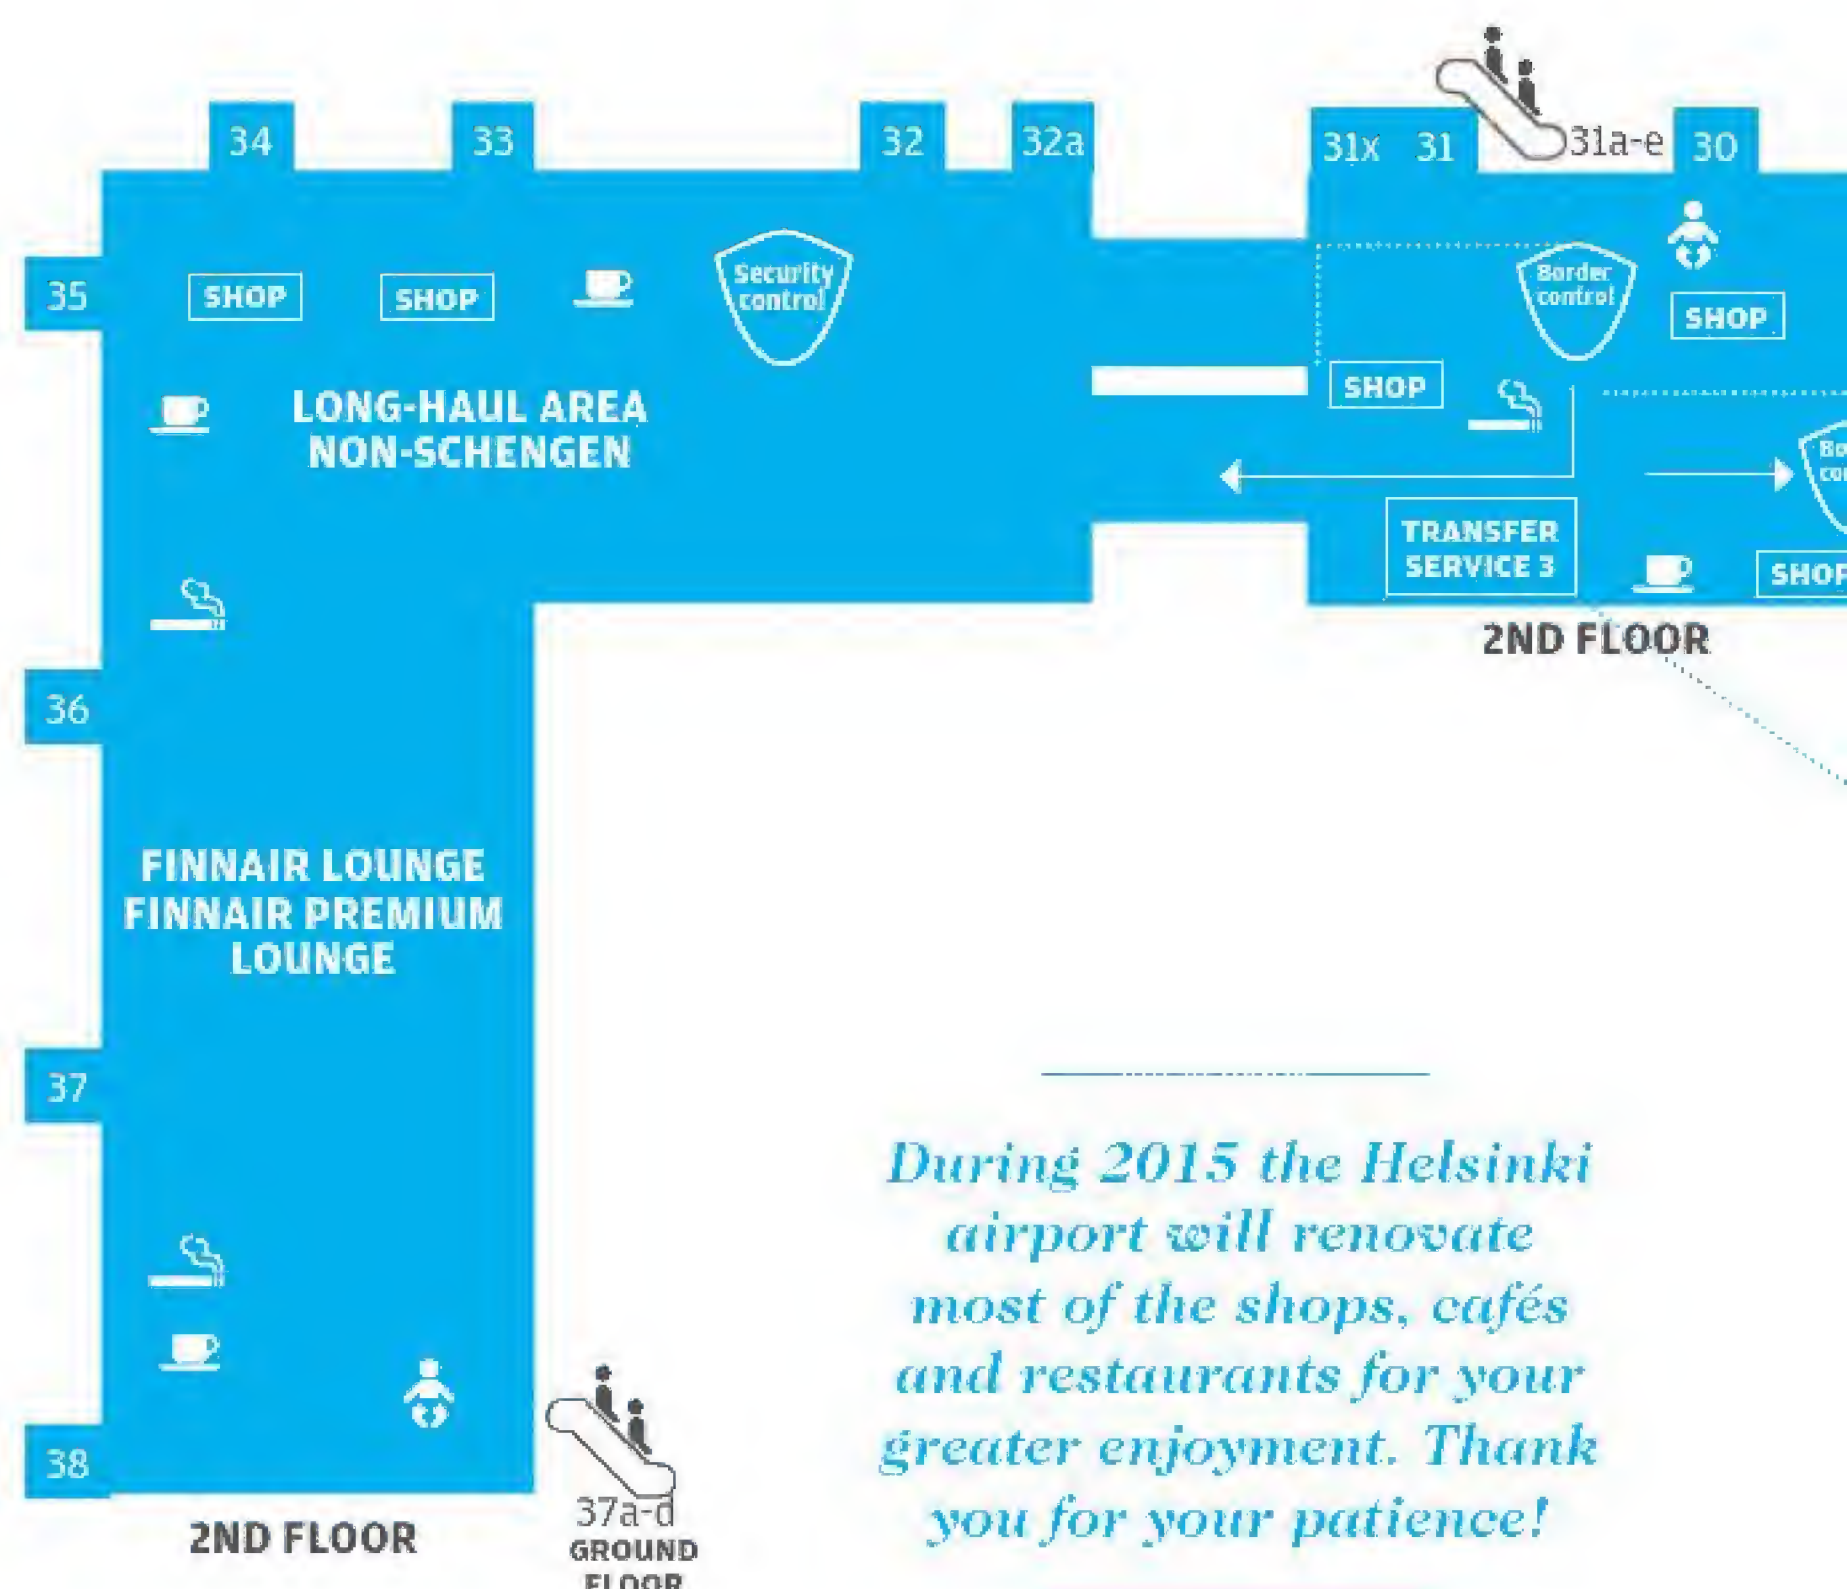 34
33
32
32a
31x
31
31a-e
30
35
SHOP
SHOP
Security
control
Border
control
SHOP
SHOP
LONG-HAUL AREA
NON-SCHENGEN
TRANSFER
SERVICE 3
SHOP
2ND FLOOR
36
FINNAIR LOUNGE
FINNAIR PREMIUM
LOUNGE
37
During 2015 the Helsinki
airport will renovate
most of the shops, cafés
and restaurants for your
greater enjoyment. Thank
you for your patience!
38
37a-d
GROUND
FLOOR
2ND FLOOR